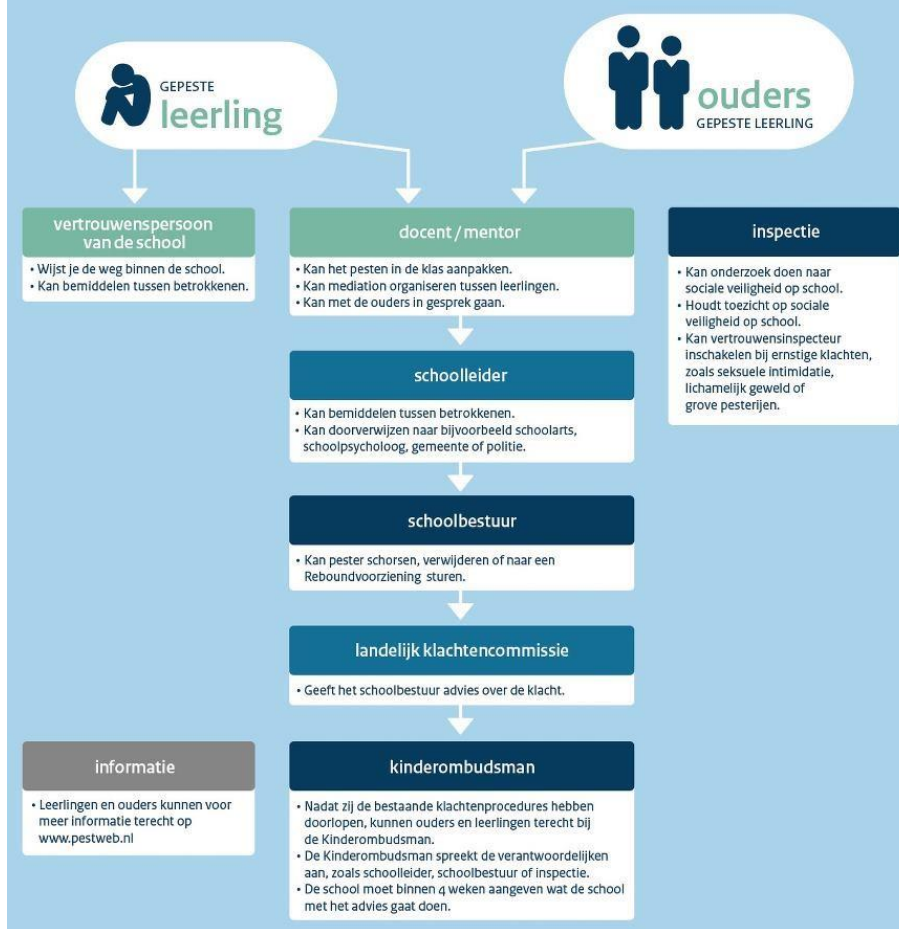 GEPESTE
leerling
ouders
GEPESTE LEERLING
vertrouwenspersoon
van de school
• Wijst je de weg binnen de school.
• Kan bemiddelen tussen betrokkenen.
docent / mentor
• Kan het pesten in de klas aanpakken.
• Kan mediation organiseren tussen leerlingen.
• Kan met de ouders in gesprek gaan.
inspectie
• Kan onderzoek doen naar
sociale veiligheid op school.
• Houdt toezicht op sociale
veiligheid op school.
• Kan vertrouwensinspecteur
inschakelen bij ernstige klachten,
zoals seksuele intimidatie,
lichamelijk geweld of
grove pesterijen.
schoolleider
• Kan bemiddelen tussen betrokkenen.
• Kan doorverwijzen naar bijvoorbeeld schoolarts,
schoolpsycholoog, gemeente of politie.
schoolbestuur
• Kan pester schorsen, verwijderen of naar een
Reboundvoorziening sturen.
landelijk klachtencommissie
• Geeft het schoolbestuur advies over de klacht.
informatie
• Leerlingen en ouders kunnen voor
meer informatie terecht op
www.pestweb.nl
kinderombudsman
• Nadat zij de bestaande klachtenprocedures hebben
doorlopen, kunnen ouders en leerlingen terecht bij
de Kinderombudsman.
• De Kinderombudsman spreekt de verantwoordelijken
aan, zoals schoolleider, schoolbestuur of inspectie.
• De school moet binnen 4 weken aangeven wat de school
met het advies gaat doen.